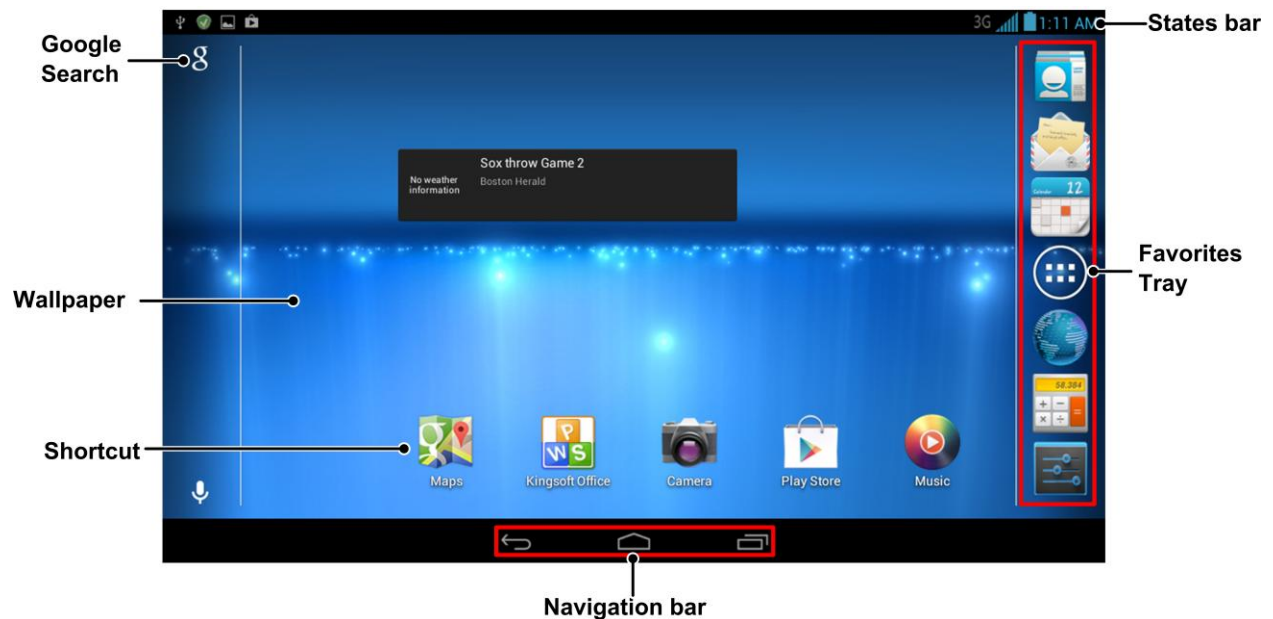 3G 1:11 AM
States bar
Google
Search
g
Sox throw Game 2
No weather
information
Boston Herald
Calendar 12
Favorites
Tray
Wallpaper
58.384
+ −
× ÷ =
Shortcut
P
W S
Maps
Kingsoft Office
Camera
Play Store
Music
Navigation bar